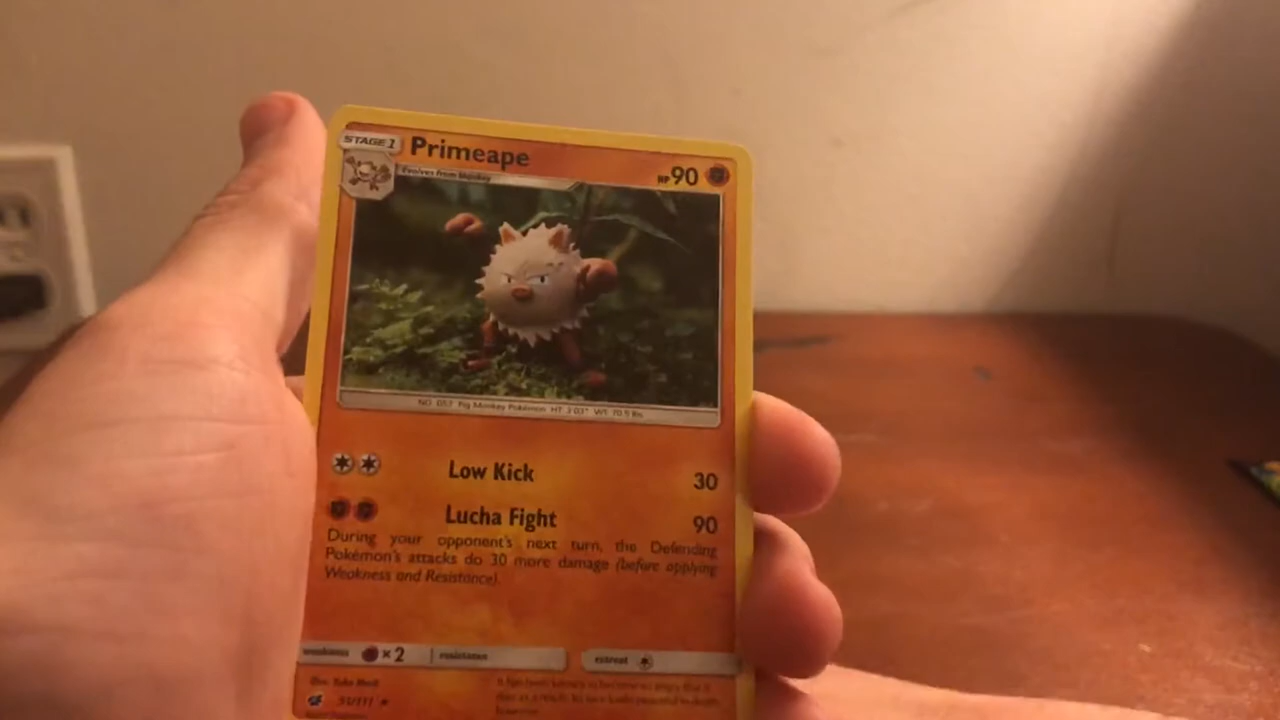 STAGE 1
Primeape
HP 90
Evolves from Mankey
NO. 057 Pig Monkey Pokémon HT: 3'03" WT: 70.5 lbs.
Low Kick 30
Lucha Fight 90
During your opponent's next turn, the Defending
Pokémon's attacks do 30 more damage (before applying
Weakness and Resistance).
weakness ×2 resistance retreat
51/111